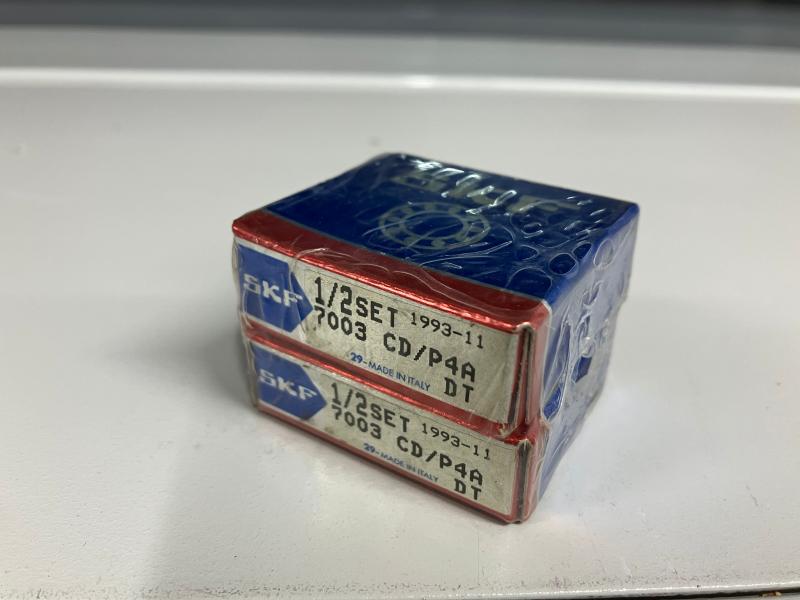 SKF
1/2SET 1993-11
7003 CD/P4A
29-MADE IN ITALY DT
SKF
1/2SET 1993-11
7003 CD/P4A
29-MADE IN ITALY DT